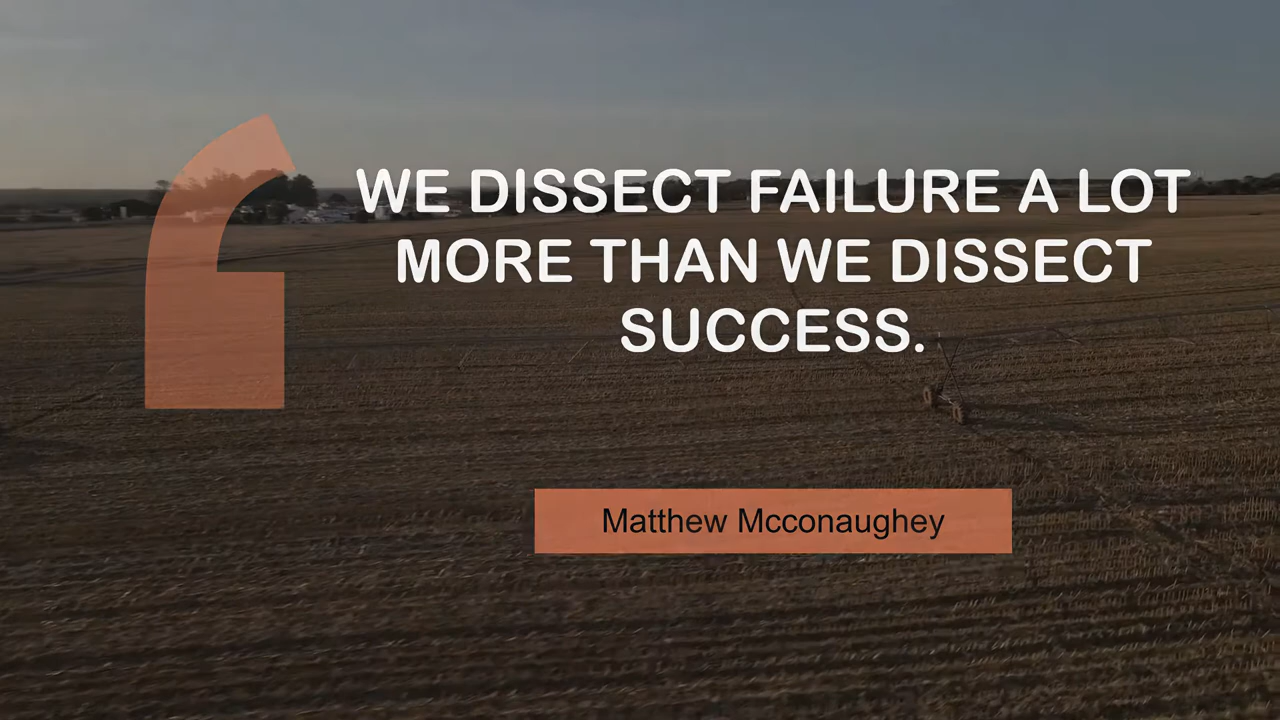 WE DISSECT FAILURE A LOT
MORE THAN WE DISSECT
SUCCESS.
Matthew Mcconaughey